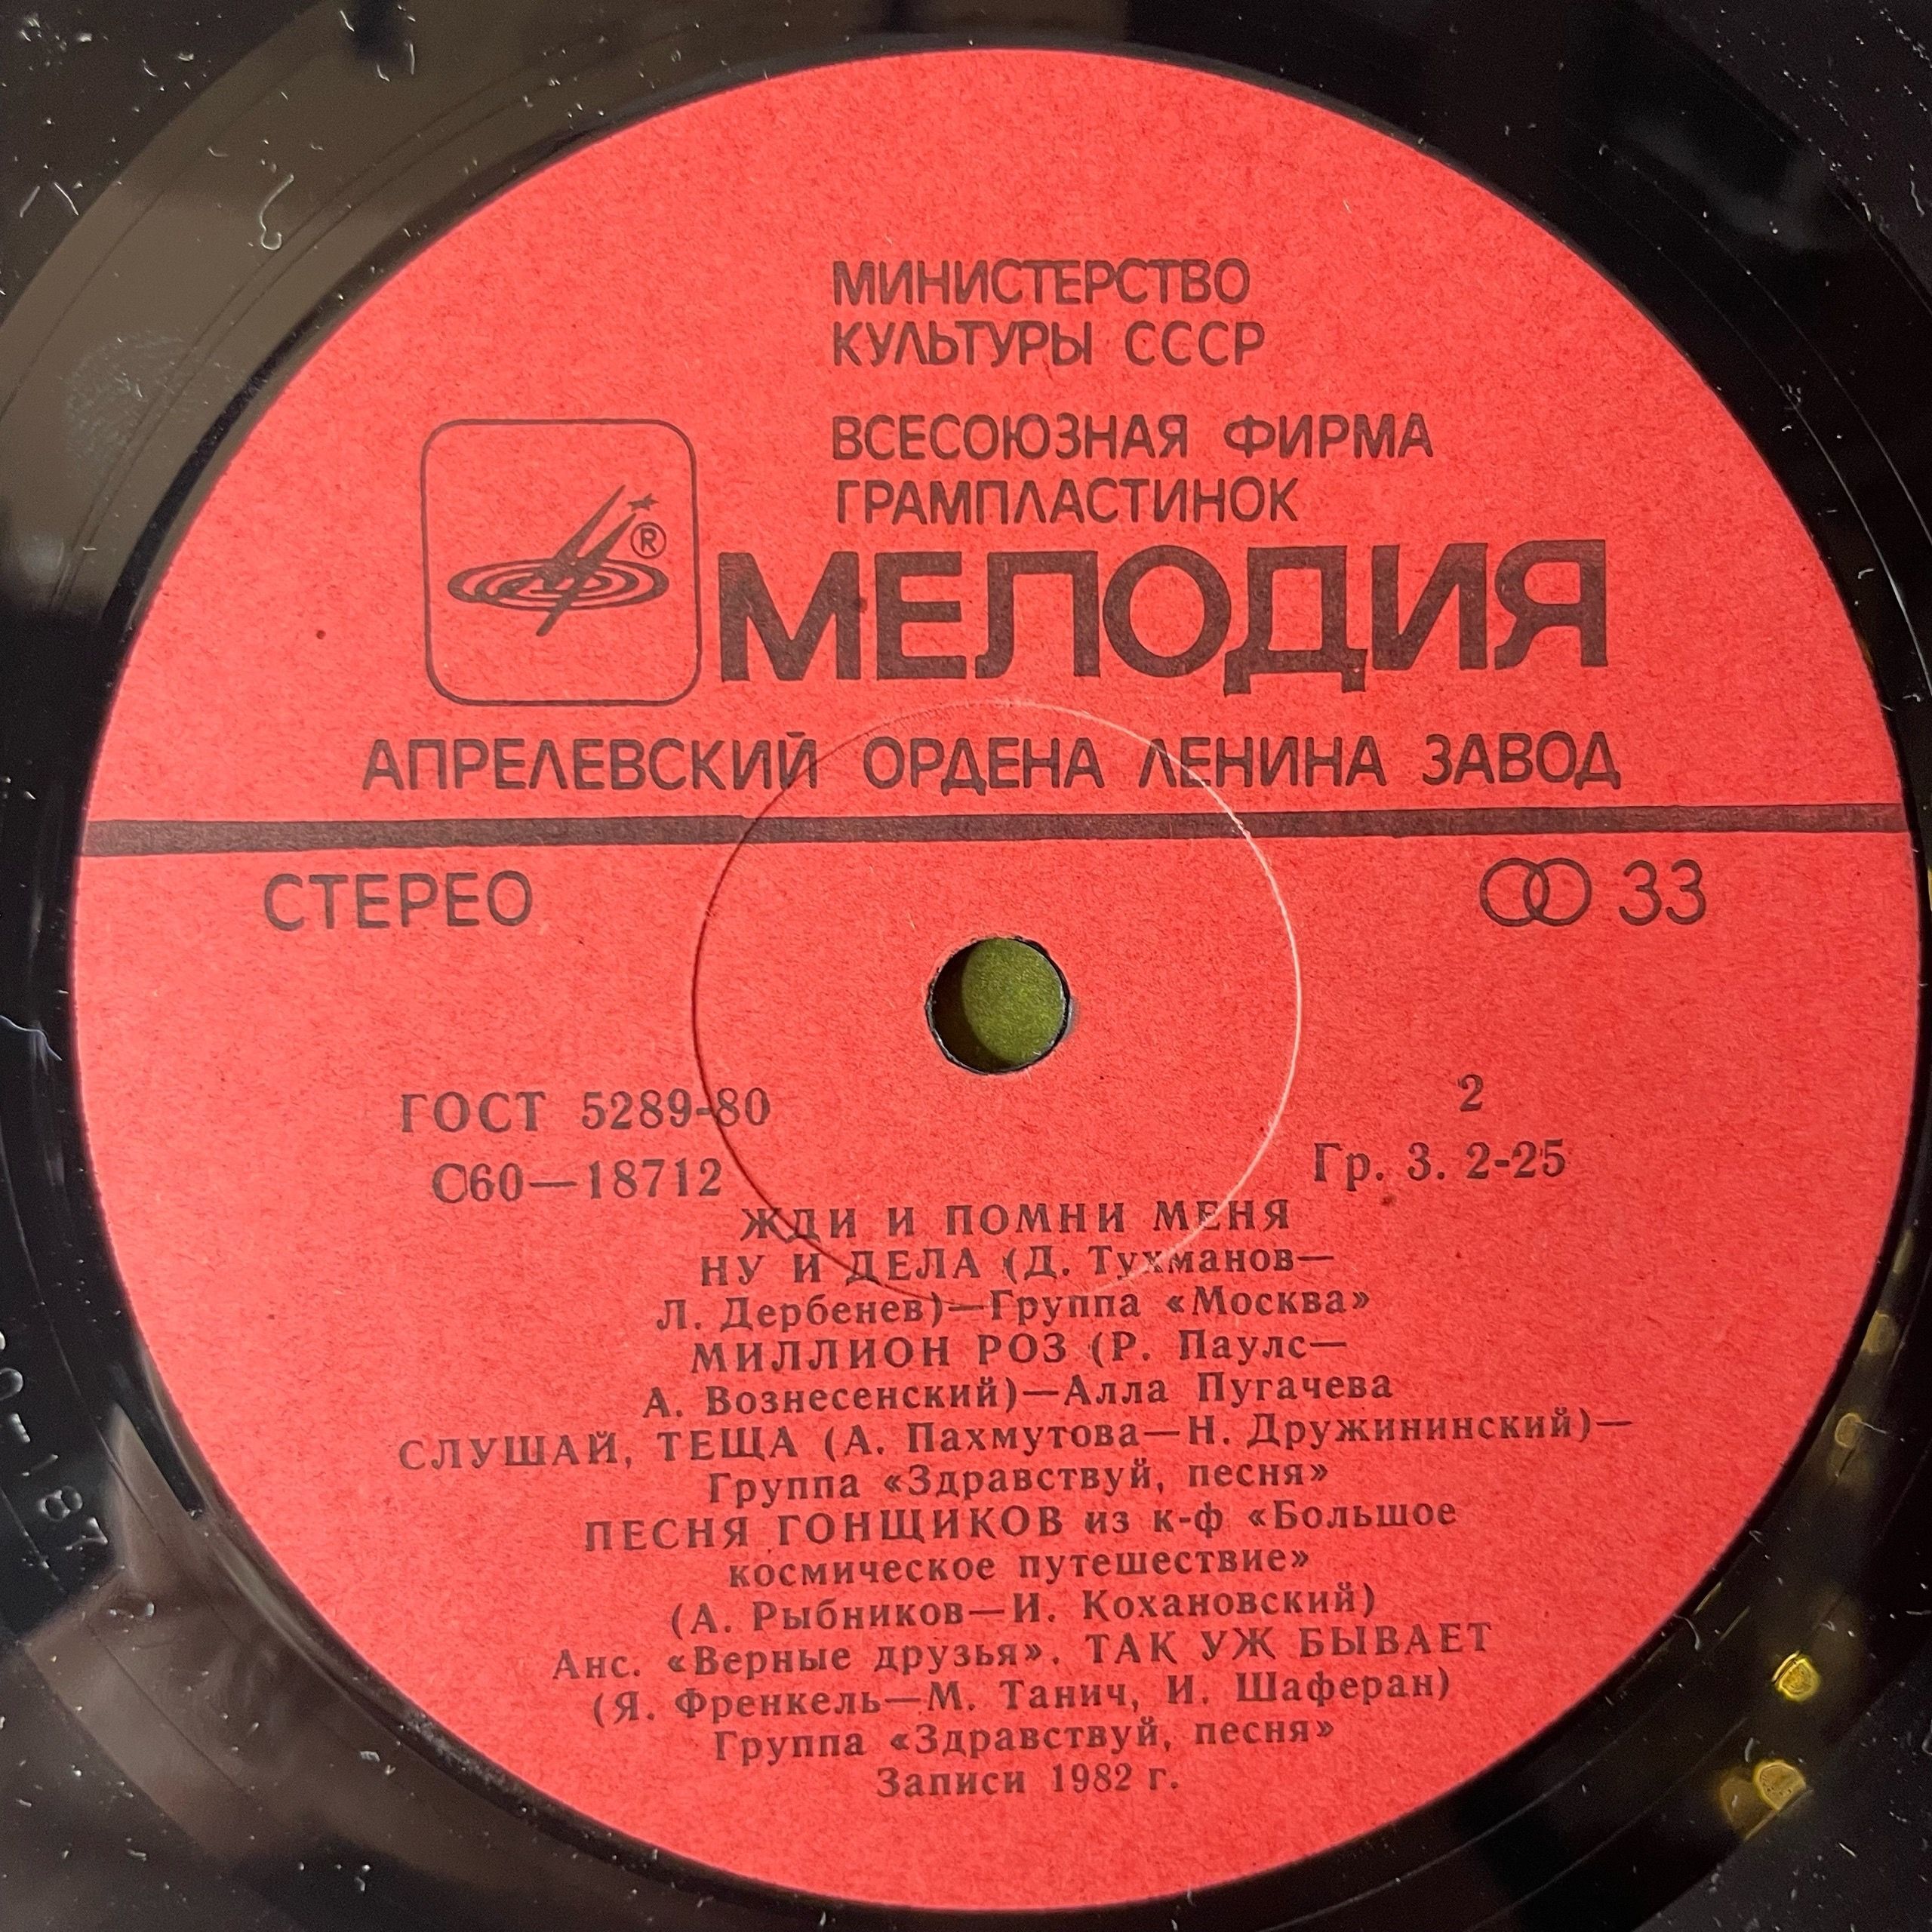 МИНИСТЕРСТВО
КУЛЬТУРЫ СССР
ВСЕСОЮЗНАЯ ФИРМА
ГРАМПЛАСТИНОК
®
МЕЛОДИЯ
АПРЕЛЕВСКИЙ ОРДЕНА ЛЕНИНА ЗАВОД
СТЕРЕО
33
ГОСТ 5289-80
2
С60—18712
Гр. 3. 2-25
ЖДИ И ПОМНИ МЕНЯ
НУ И ДЕЛА (Д. Тухманов—
Л. Дербенев)—Группа «Москва»
МИЛЛИОН РОЗ (Р. Паулс—
А. Вознесенский)—Алла Пугачева
СЛУШАЙ, ТЕЩА (А. Пахмутова—Н. Дружининский)—
Группа «Здравствуй, песня»
ПЕСНЯ ГОНЩИКОВ из к-ф «Большое
космическое путешествие»
(А. Рыбников—И. Кохановский)
Анс. «Верные друзья». ТАК УЖ БЫВАЕТ
(Я. Френкель—М. Танич, И. Шаферан)
Группа «Здравствуй, песня»
Записи 1982 г.